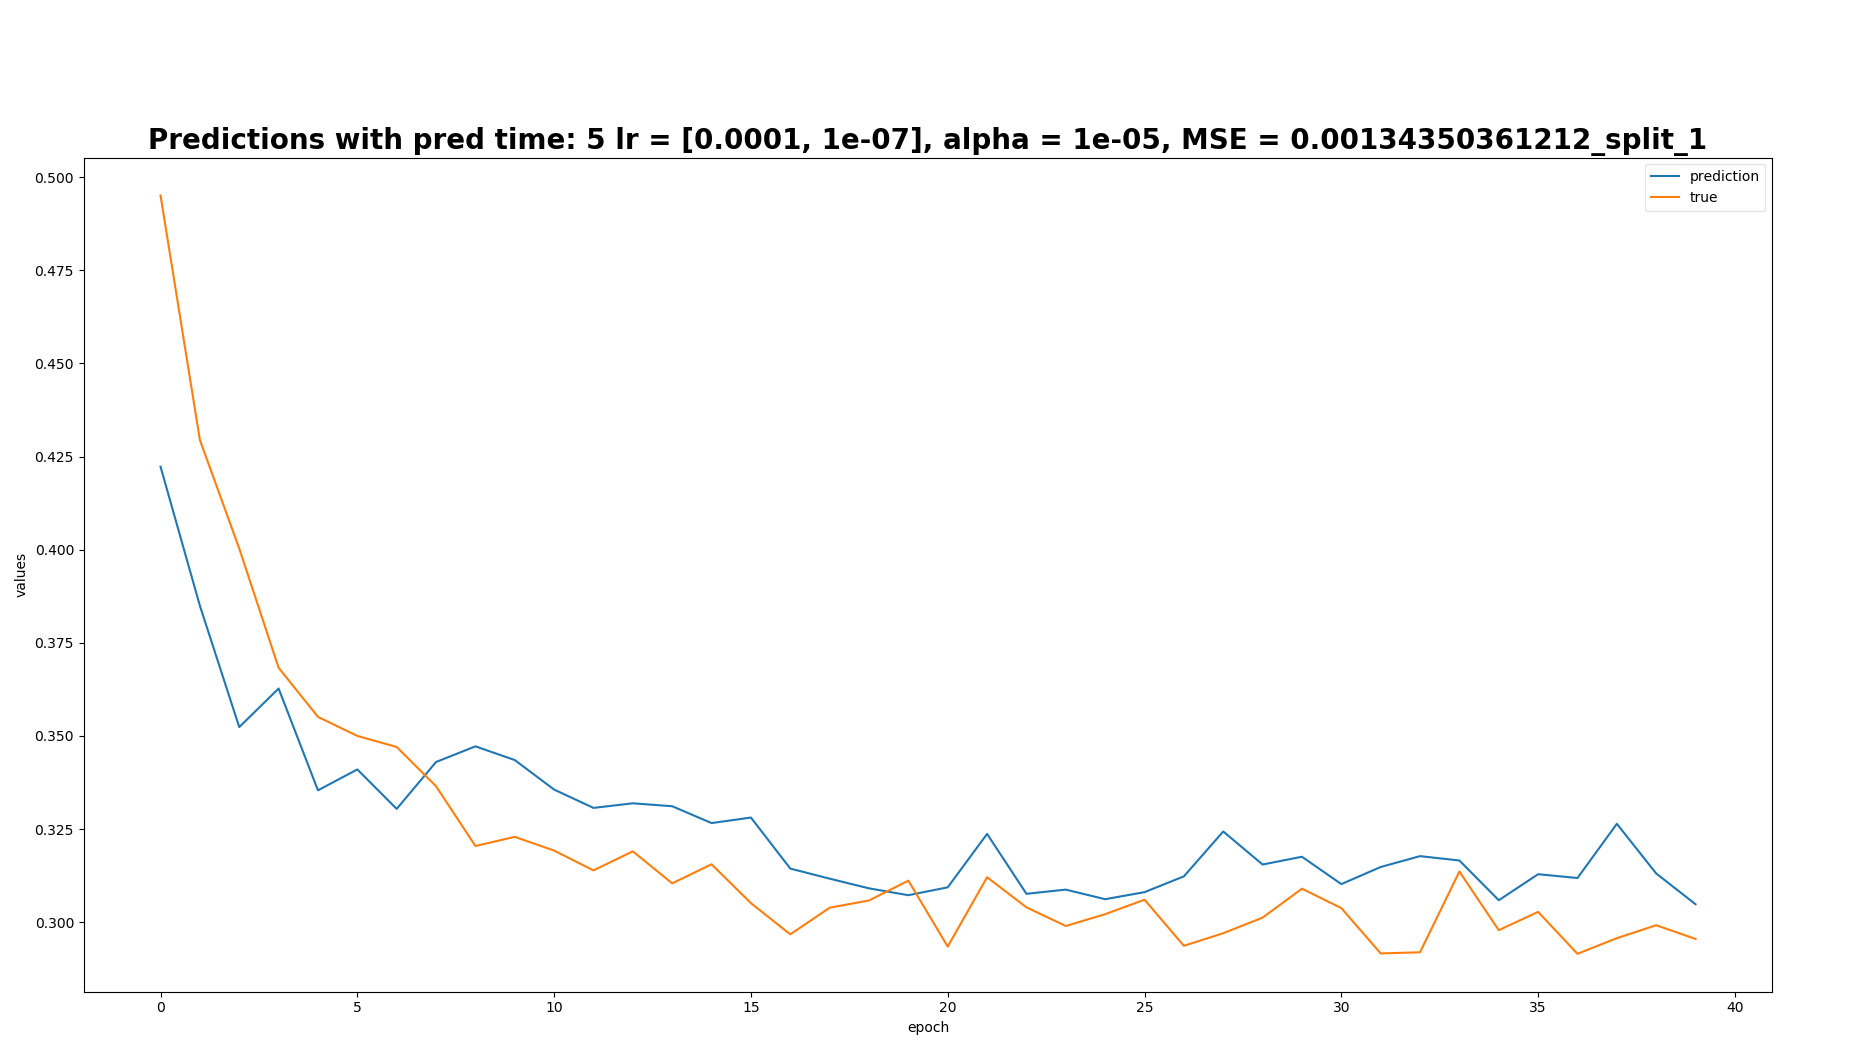 Predictions with pred time: 5 lr = [0.0001, 1e-07], alpha = 1e-05, MSE = 0.00134350361212_split_1
prediction
true
0.500
0.475
0.450
0.425
0.400
0.375
0.350
0.325
0.300
values
0 5 10 15 20 25 30 35 40
epoch